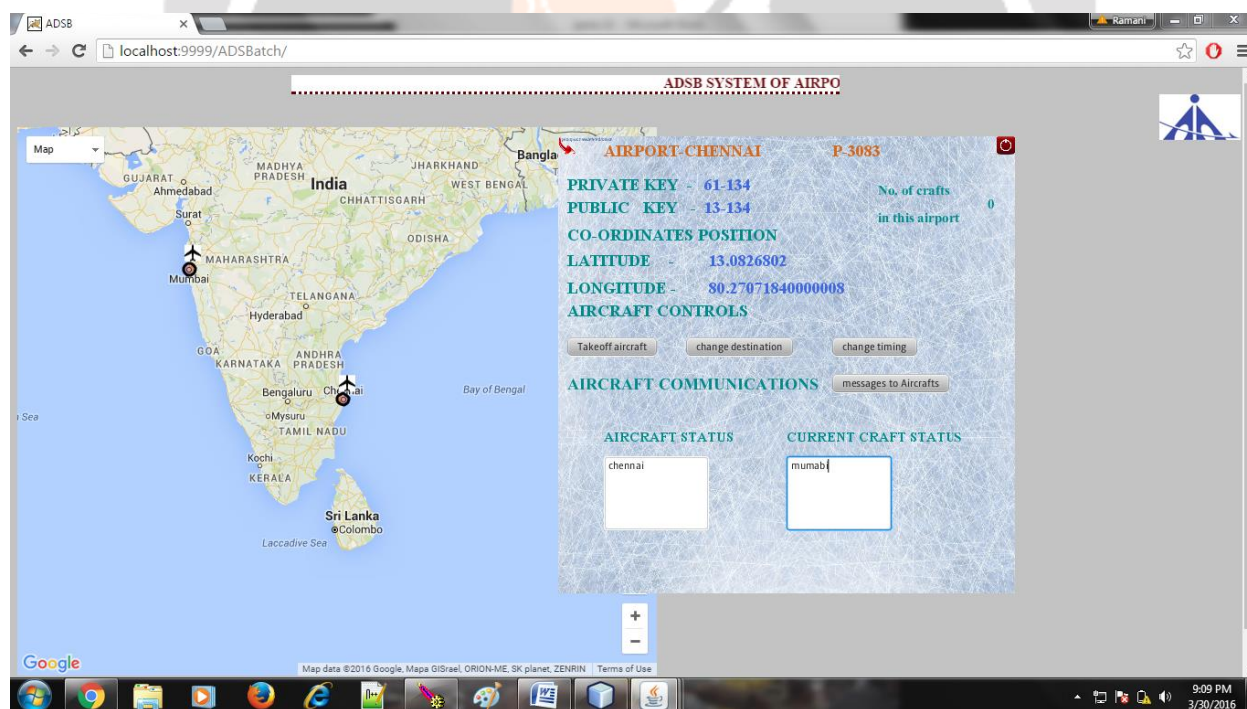 ADSB
Ramani
localhost:9999/ADSBatch/
ADSB SYSTEM OF AIRPO
Map
GUJARAT
Ahmedabad
MADHYA
PRADESH
India
JHARKHAND
WEST BENGAL
Bangla
CHHATTISGARH
Surat
ODISHA
MAHARASHTRA
Mumbai
TELANGANA
Hyderabad
GOA
KARNATAKA
ANDHRA
PRADESH
Bengaluru
Chennai
Bay of Bengal
Sea
Mysuru
TAMIL NADU
Kochi
KERALA
Sri Lanka
Colombo
Laccadive Sea
Google
Map data ©2016 Google, Mapa GISrael, ORION-ME, SK planet, ZENRIN
Terms of Use
AIRPORT-CHENNAI P-3083
PRIVATE KEY - 61-134
PUBLIC KEY - 13-134
No, of crafts
in this airport
0
CO-ORDINATES POSITION
LATITUDE - 13.0826802
LONGITUDE - 80.27071840000008
AIRCRAFT CONTROLS
Takeoff aircraft change destination change timing
AIRCRAFT COMMUNICATIONS messages to Aircrafts
AIRCRAFT STATUS CURRENT CRAFT STATUS
chennai mumabi
9:09 PM
3/30/2016